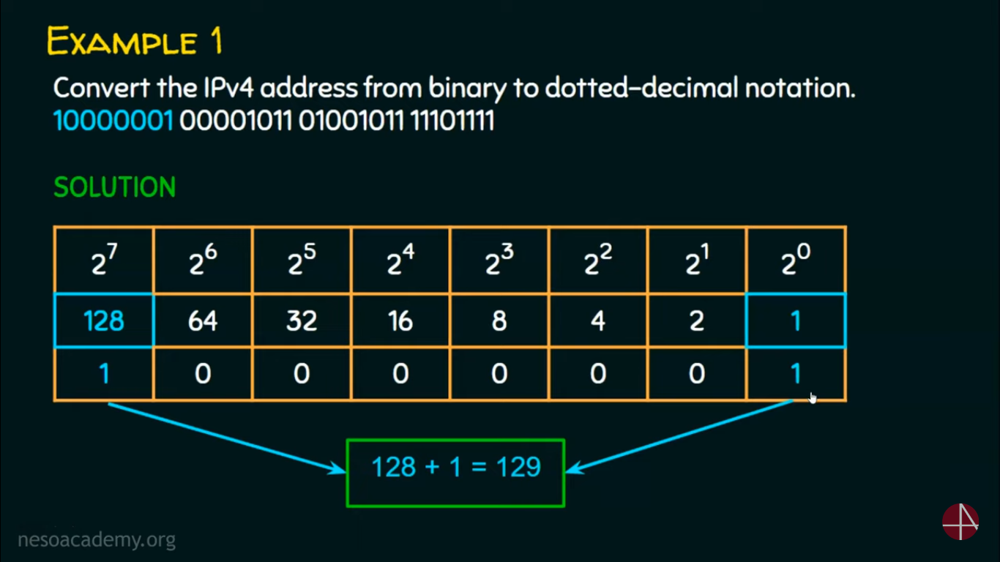 EXAMPLE 1
Convert the IPv4 address from binary to dotted-decimal notation.
10000001 00001011 01001011 11101111
SOLUTION
2^7 2^6 2^5 2^4 2^3 2^2 2^1 2^0
128 64 32 16 8 4 2 1
1 0 0 0 0 0 0 1
128 + 1 = 129
nesoacademy.org